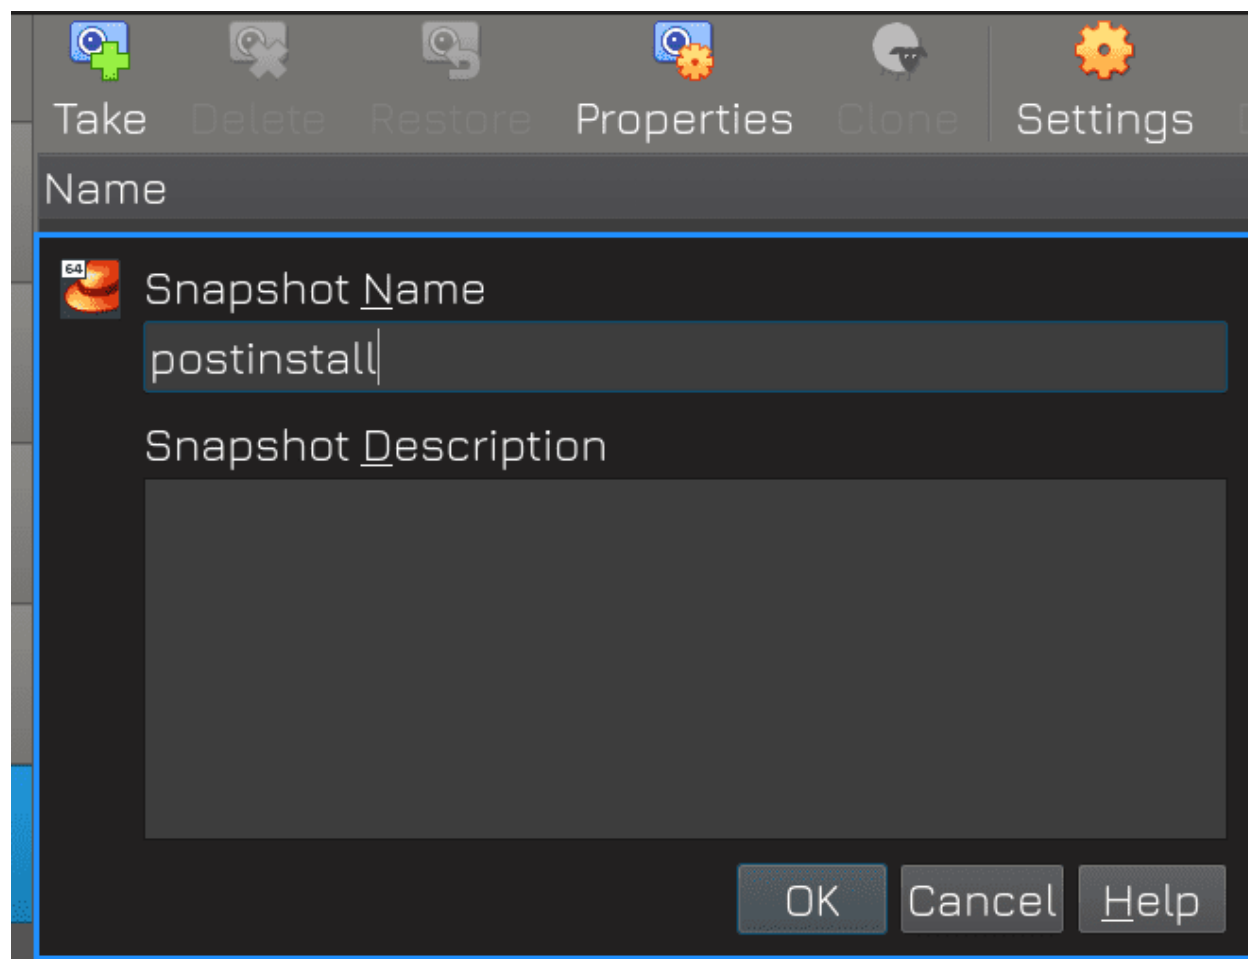 Take Delete Restore Properties Clone Settings
Name
64
Snapshot Name
postinstall
Snapshot Description
OK Cancel Help